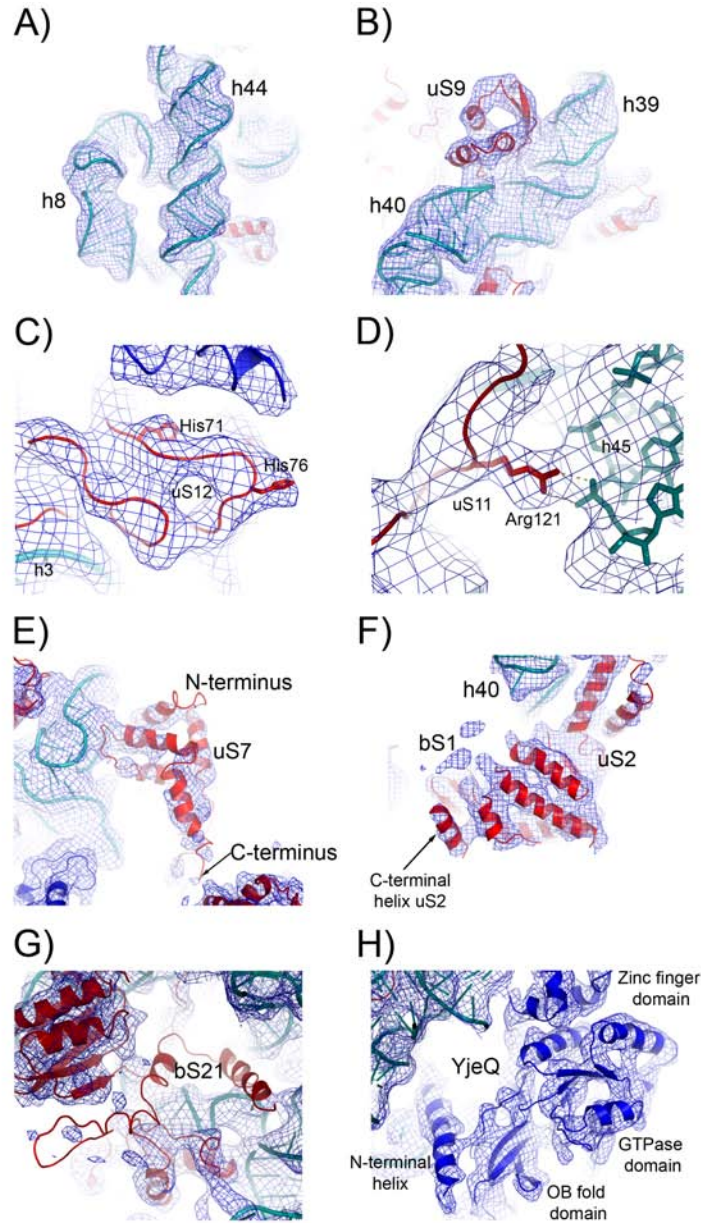 A)
h44
h8
B)
uS9
h39
h40
C)
His71
His76
uS12
h3
D)
h45
uS11
Arg121
E)
N-terminus
uS7
C-terminus
F)
h40
bS1
uS2
C-terminal
helix uS2
G)
bS21
H)
Zinc finger
domain
YjeQ
GTPase
domain
N-terminal
helix
OB fold
domain